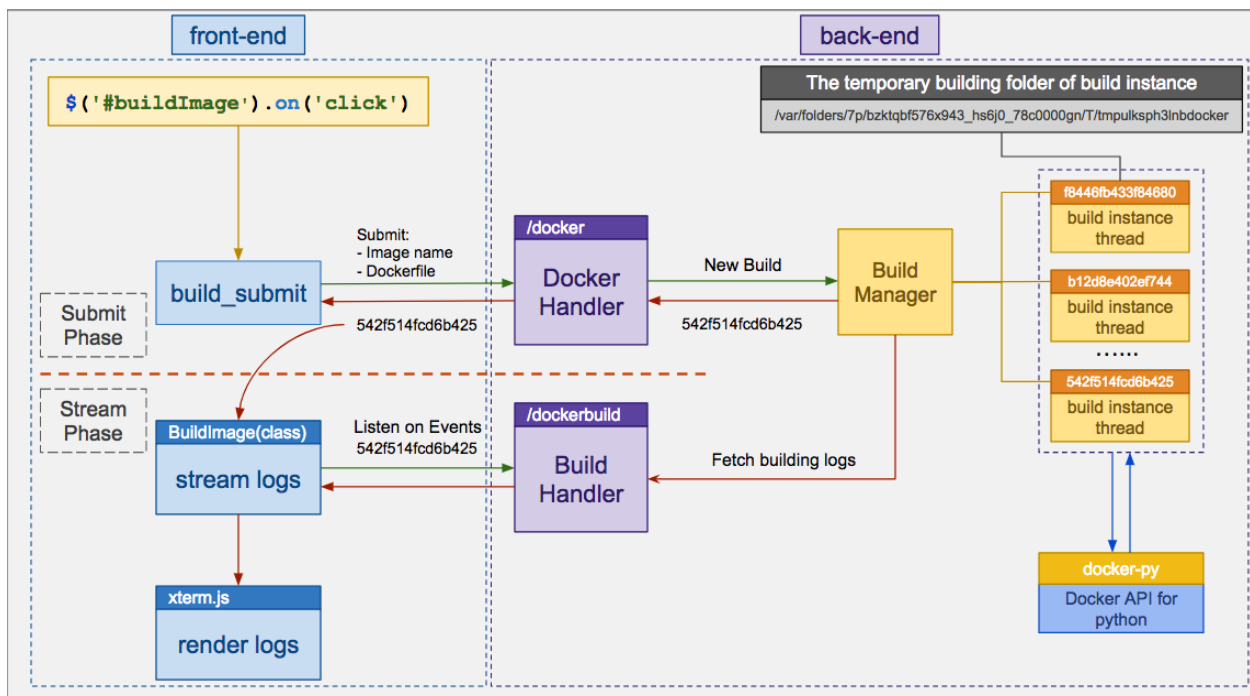 front-end
back-end
$('#buildImage').on('click')
The temporary building folder of build instance
/var/folders/7p/bzktqbf576x943_hs6j0_78c0000gn/T/tmpulksph3lnbdocker
f8446fb433f84680
build instance
thread
Submit:
- Image name
- Dockerfile
/docker
Docker
Handler
New Build
Build
Manager
build_submit
b12d8e402ef744
build instance
thread
Submit
Phase
542f514fcd6b425
542f514fcd6b425
......
542f514fcd6b425
build instance
thread
Stream
Phase
BuildImage(class)
stream logs
Listen on Events
542f514fcd6b425
/dockerbuild
Build
Handler
Fetch building logs
docker-py
Docker API for
python
xterm.js
render logs